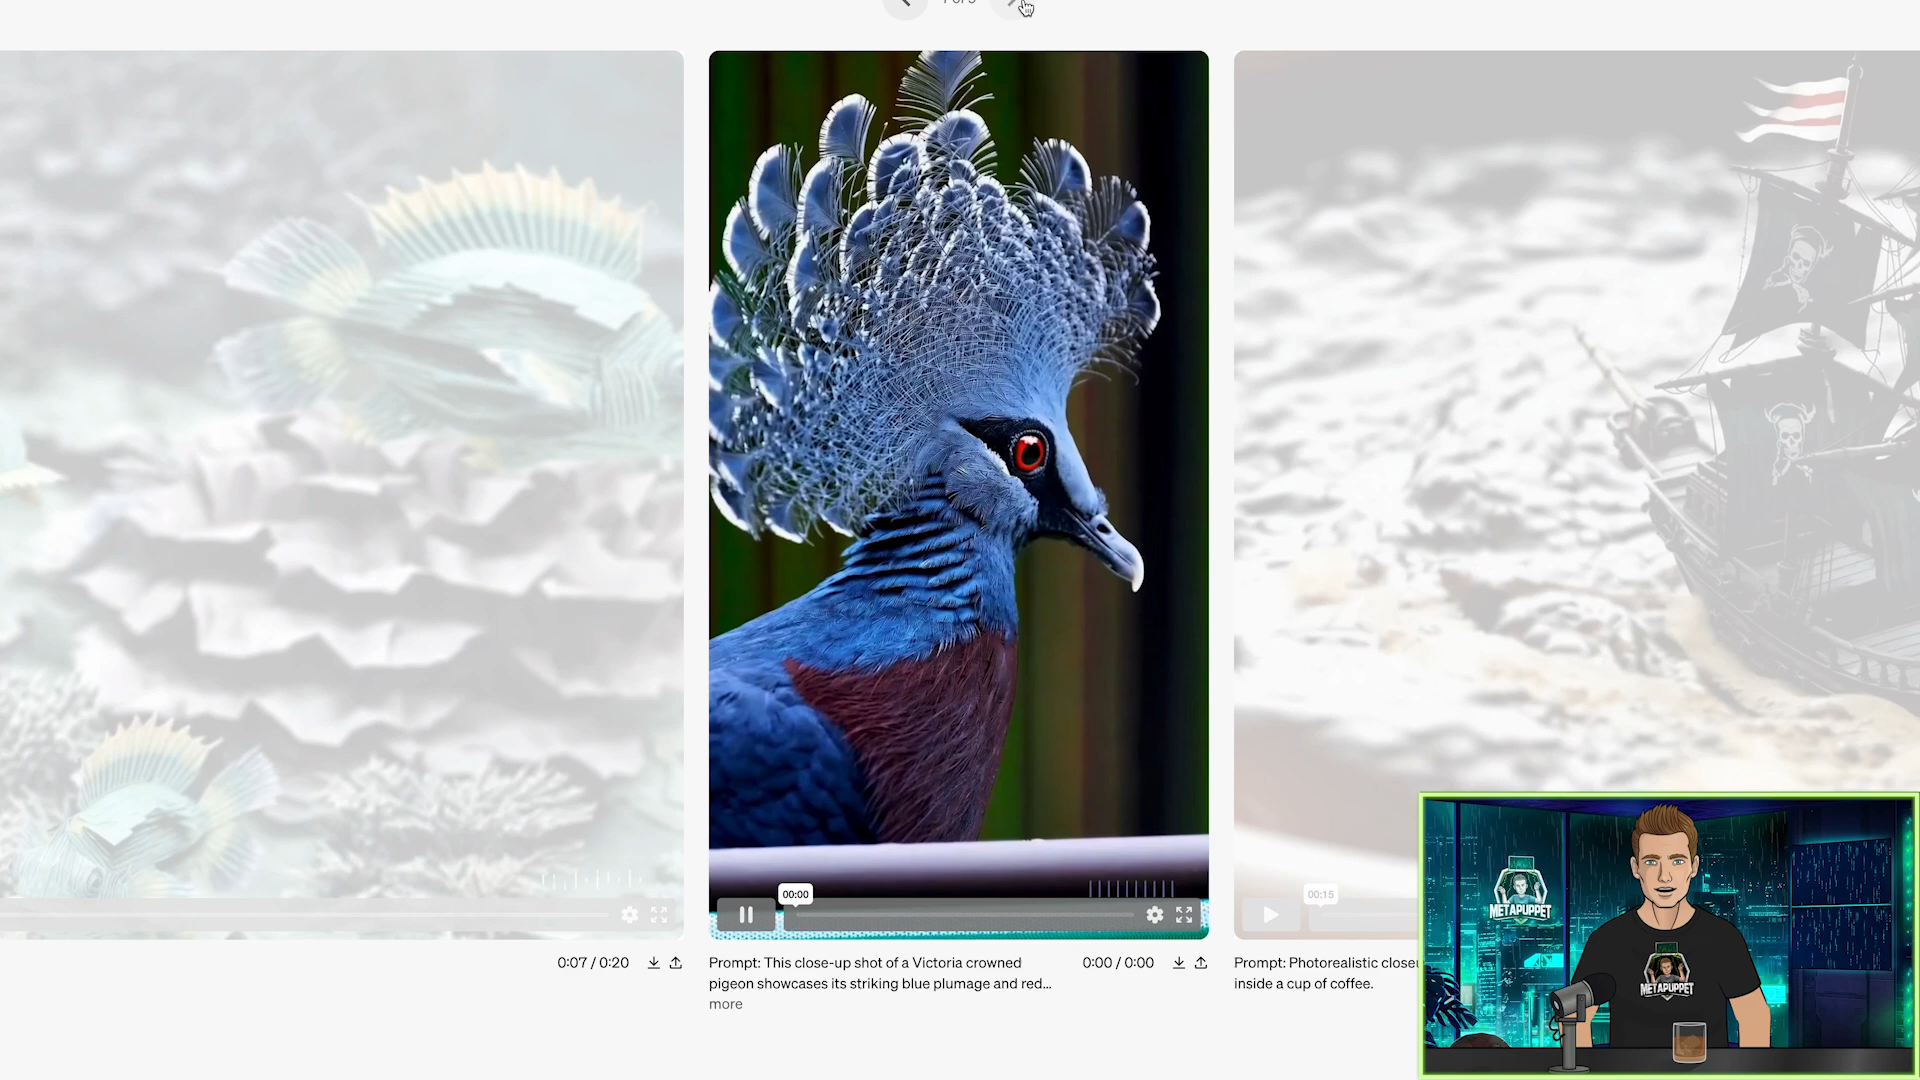 00:00
00:15
0:07 / 0:20
Prompt: This close-up shot of a Victoria crowned
pigeon showcases its striking blue plumage and red...
more
0:00 / 0:00
Prompt: Photorealistic closeu
inside a cup of coffee.
METAPUPPET
METAPUPPET